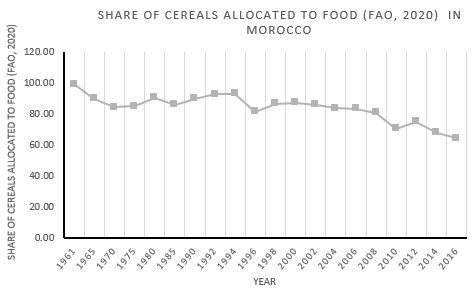 SHARE OF CEREALS ALLOCATED TO FOOD (FAO, 2020) IN
MOROCCO
SHARE OF CEREALS ALLOCATED TO FOOD (FAO, 2020)
120.00
100.00
80.00
60.00
40.00
20.00
0.00
1961 1965 1970 1975 1980 1985 1990 1992 1994 1996 1998 2000 2002 2004 2006 2008 2010 2012 2014 2016
YEAR